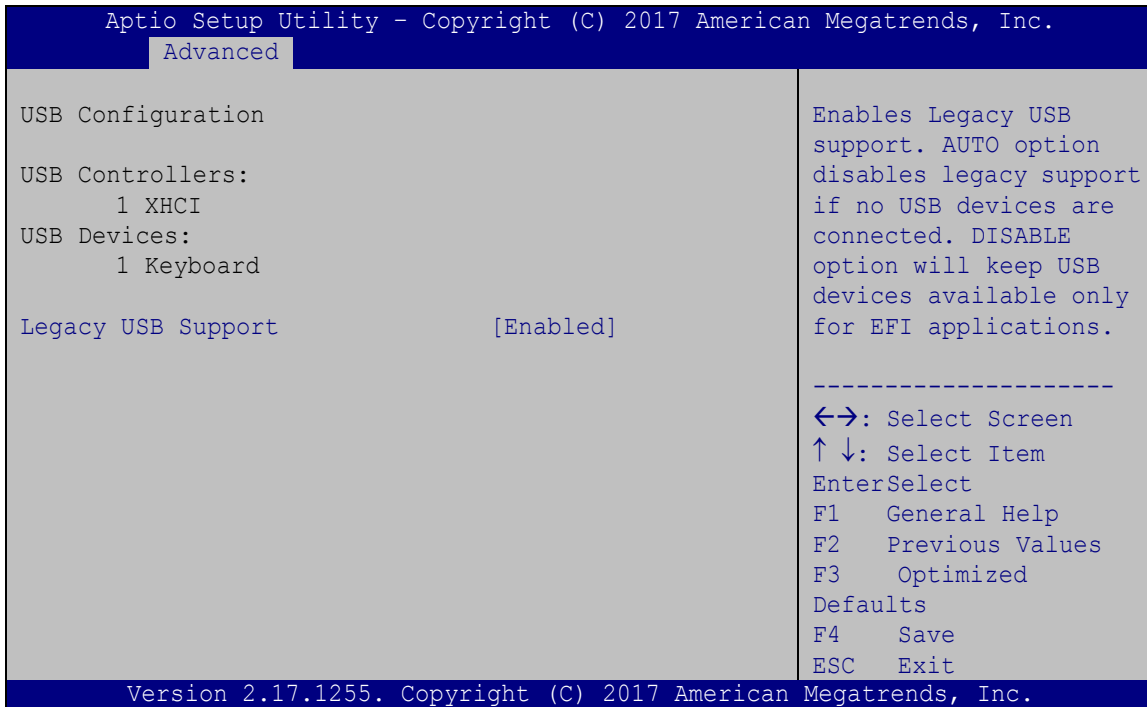 Aptio Setup Utility – Copyright (C) 2017 American Megatrends, Inc.
Advanced
USB Configuration
USB Controllers:
1 XHCI
USB Devices:
1 Keyboard
Legacy USB Support [Enabled]
Enables Legacy USB
support. AUTO option
disables legacy support
if no USB devices are
connected. DISABLE
option will keep USB
devices available only
for EFI applications.
---------------------
←→: Select Screen
↑ ↓: Select Item
EnterSelect
F1 General Help
F2 Previous Values
F3 Optimized
Defaults
F4 Save
ESC Exit
Version 2.17.1255. Copyright (C) 2017 American Megatrends, Inc.